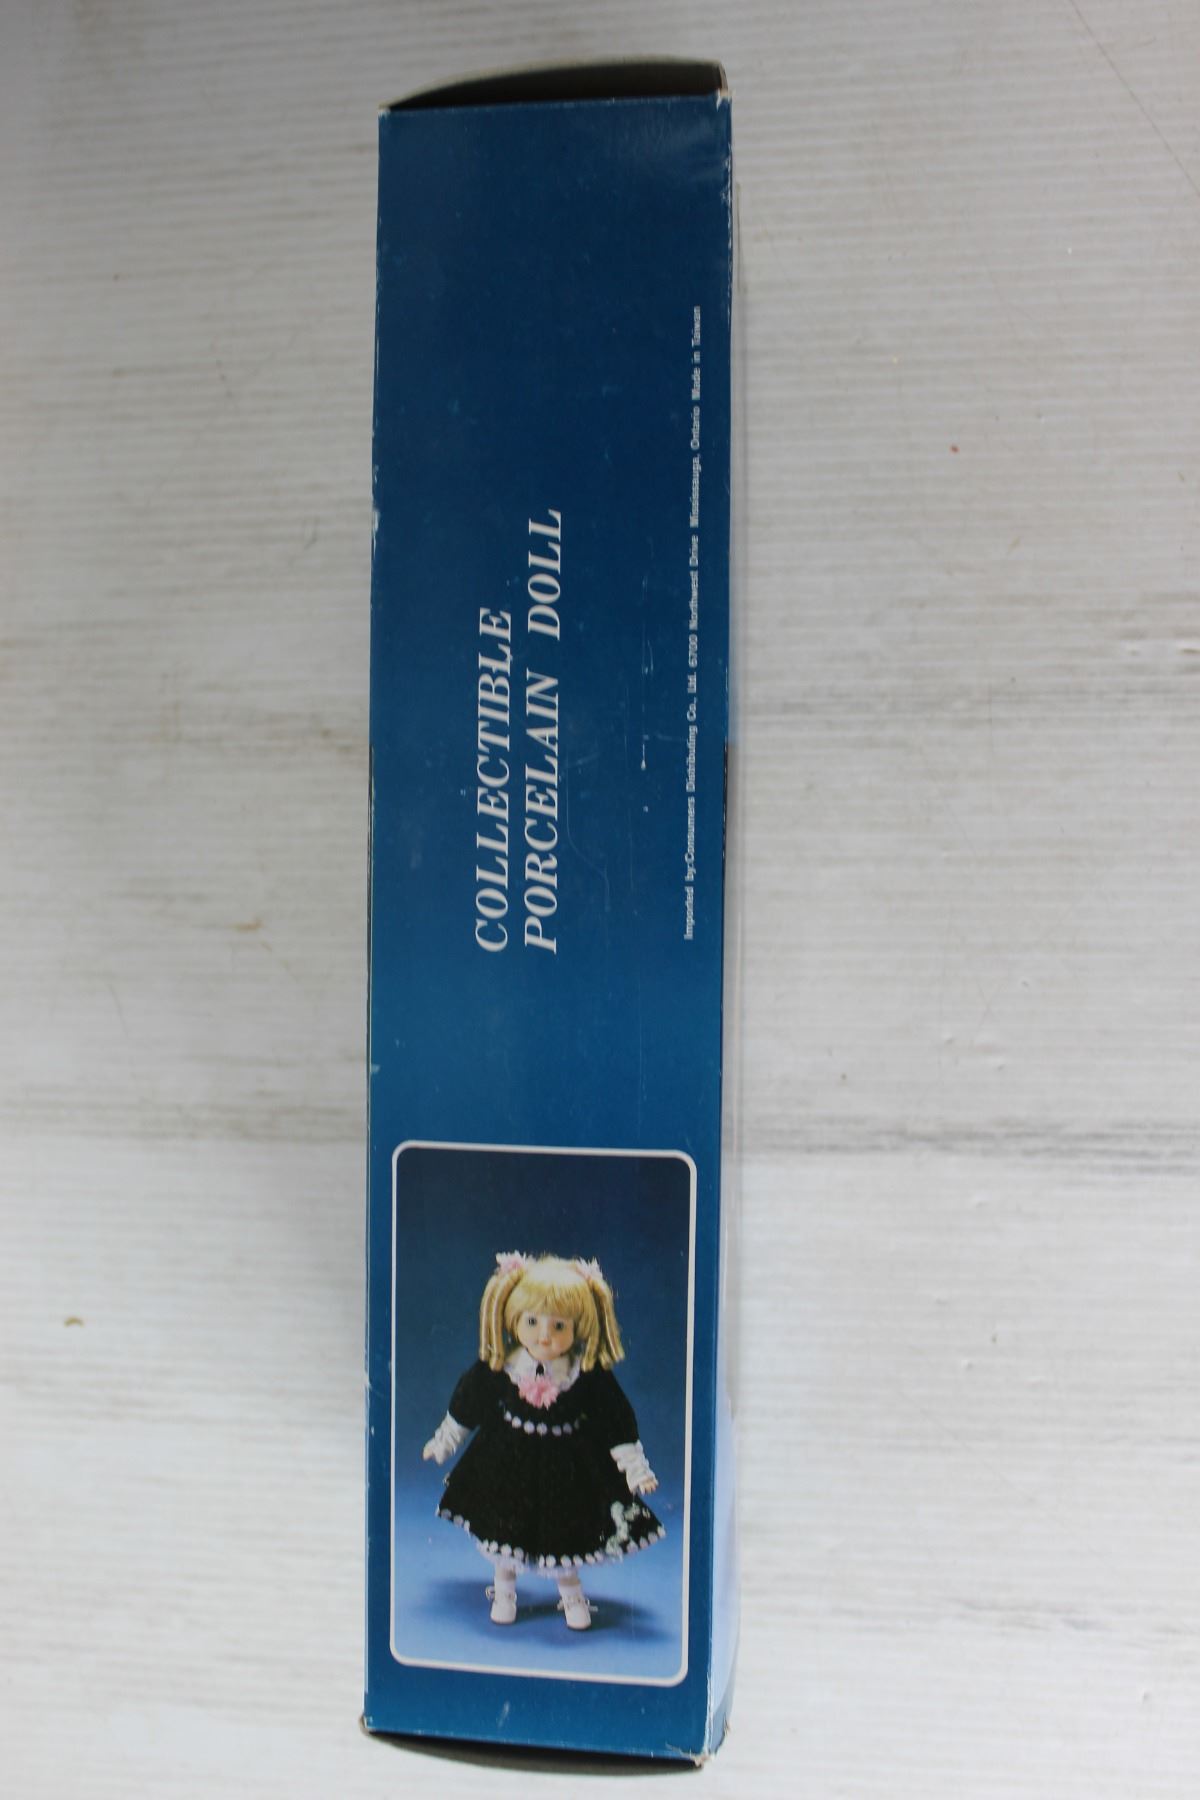 COLLECTIBLE
PORCELAIN DOLL
Imported by:Consumers Distributing Co., Ltd. 6700 Northwest Drive Mississauga, Ontario Made in Taiwan